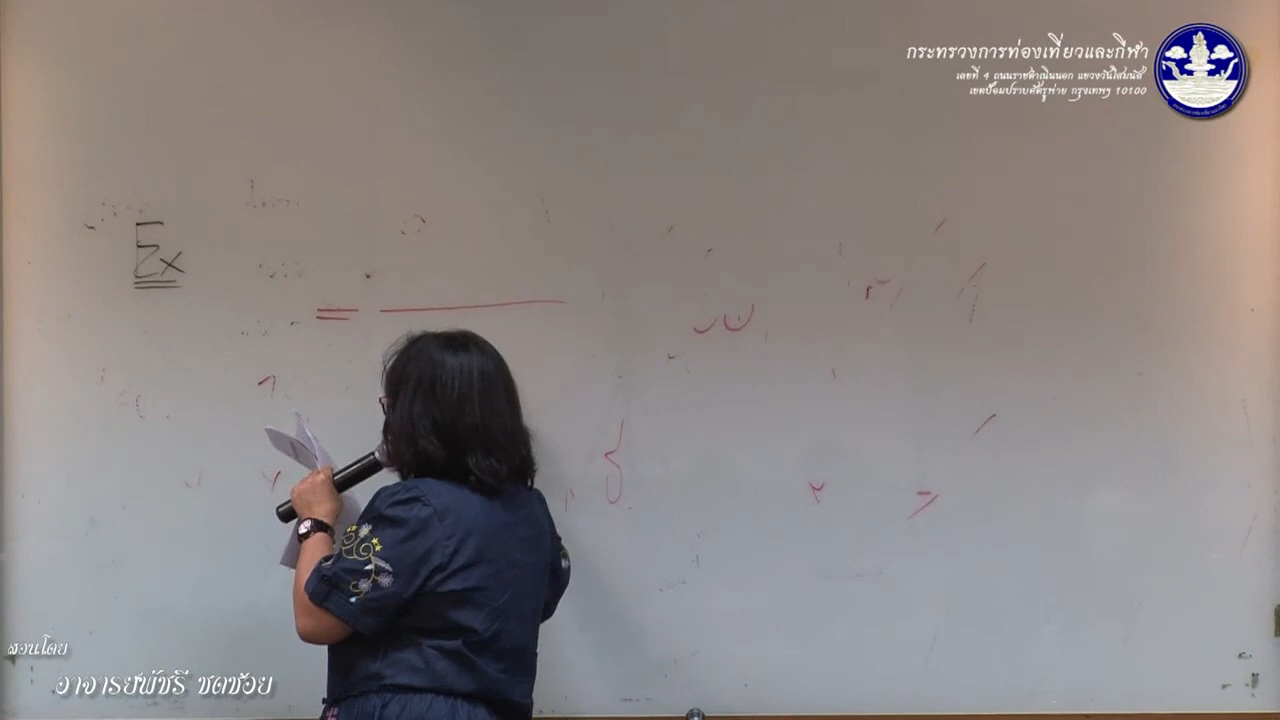 กระทรวงการท่องเที่ยวและกีฬา
เลขที่ 4 ถนนราชดำเนินนอก แขวงวัดโสมนัส
เขตป้อมปราบศัตรูพ่าย กรุงเทพฯ 10100
Ex
=
สอนโดย
อาจารย์พัชรี ชดช้อย